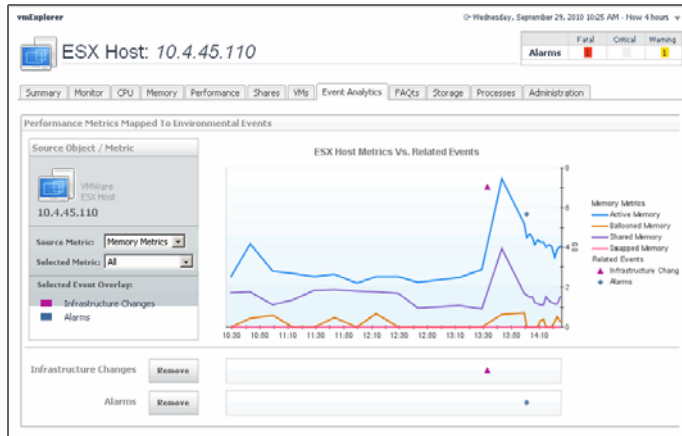 vmExplorer
Wednesday, September 29, 2010 10:25 AM - Now 4 hours
ESX Host: 10.4.45.110
Fatal Critical Warning
Alarms 1 1
Summary Monitor CPU Memory Performance Shares VMs Event Analytics FAQts Storage Processes Administration
Performance Metrics Mapped To Environmental Events
Source Object / Metric
VMWare
ESX Host
10.4.45.110
Source Metric: Memory Metrics
Selected Metric: All
Selected Event Overlay:
Infrastructure Changes
Alarms
ESX Host Metrics Vs. Related Events
8
6
4
2
0
GB
10:30 10:50 11:10 11:30 11:50 12:10 12:30 12:50 13:10 13:30 13:50 14:10
Memory Metrics
Active Memory
Ballooned Memory
Shared Memory
Swapped Memory
Related Events
Infrastructure Chang
Alarms
Infrastructure Changes Remove
Alarms Remove